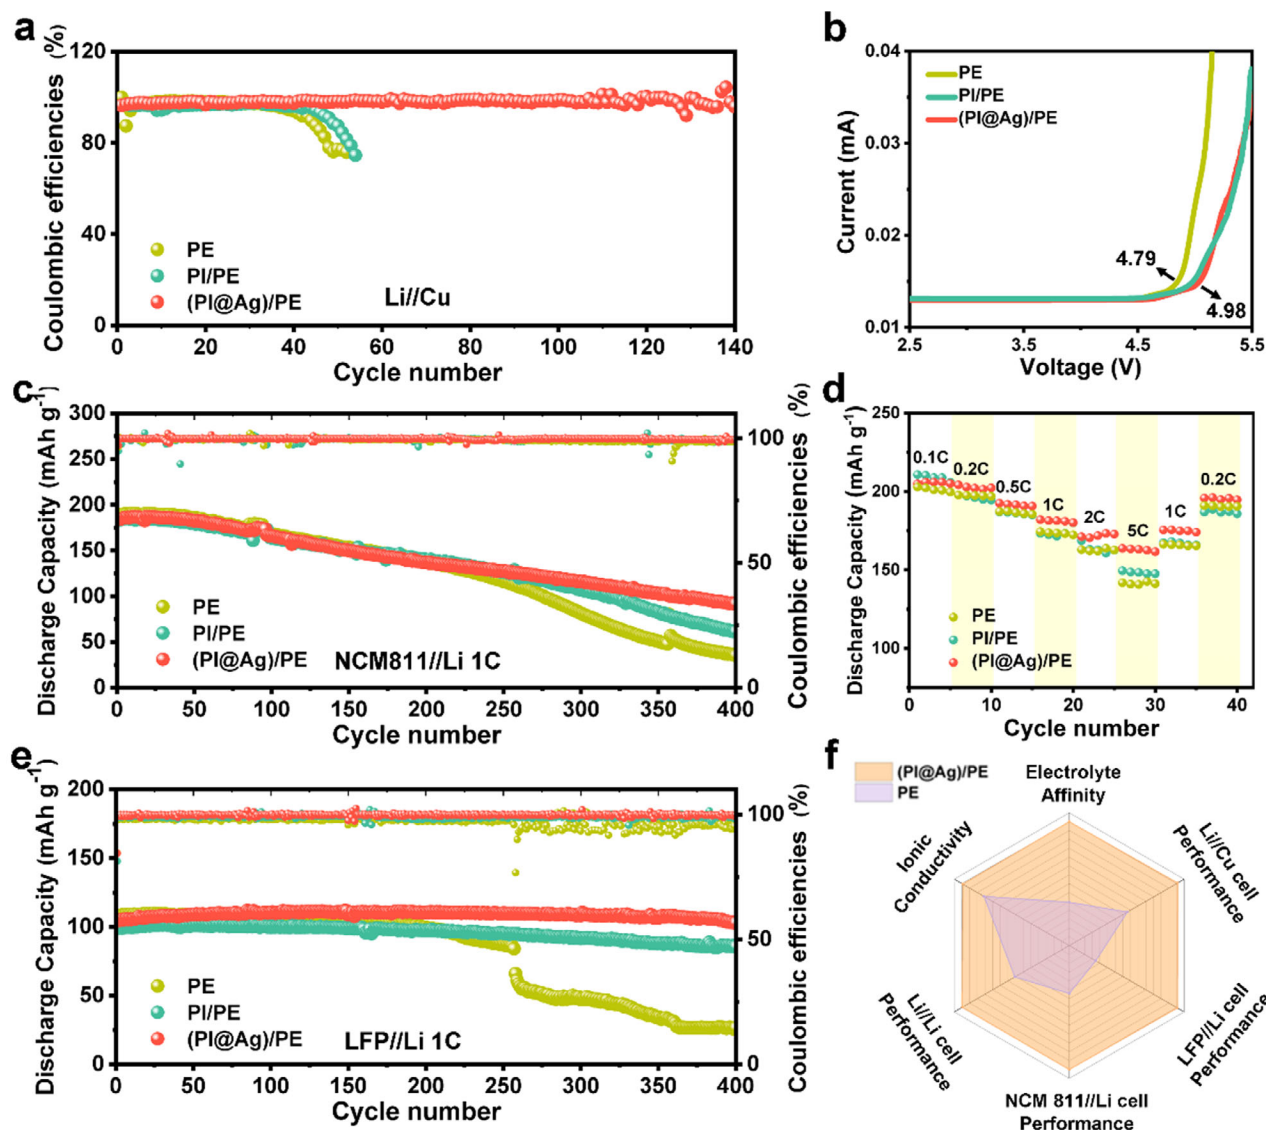 a
Coulombic efficiencies (%)
120
80
40
0
PE
PI/PE
(PI@Ag)/PE
Li//Cu
0 20 40 60 80 100 120 140
Cycle number
b
Current (mA)
0.04
0.03
0.02
0.01
PE
PI/PE
(PI@Ag)/PE
4.79
4.98
2.5 3.5 4.5 5.5
Voltage (V)
c
Discharge Capacity (mAh g⁻¹)
300
250
200
150
100
50
0
PE
PI/PE
(PI@Ag)/PE
NCM811//Li 1C
100
50
0
Coulombic efficiencies (%)
0 50 100 150 200 250 300 350 400
Cycle number
d
Discharge Capacity (mAh g⁻¹)
250
200
150
100
0.1C
0.2C
0.5C
1C
2C
5C
1C
0.2C
PE
PI/PE
(PI@Ag)/PE
0 10 20 30 40
Cycle number
e
Discharge Capacity (mAh g⁻¹)
200
150
100
50
0
PE
PI/PE
(PI@Ag)/PE
LFP//Li 1C
100
50
0
Coulombic efficiencies (%)
0 50 100 150 200 250 300 350 400
Cycle number
f
(PI@Ag)/PE
PE
Electrolyte
Affinity
Li//Cu cell
Performance
LFP//Li cell
Performance
NCM 811//Li cell
Performance
Li//Li cell
Performance
Ionic
Conductivity